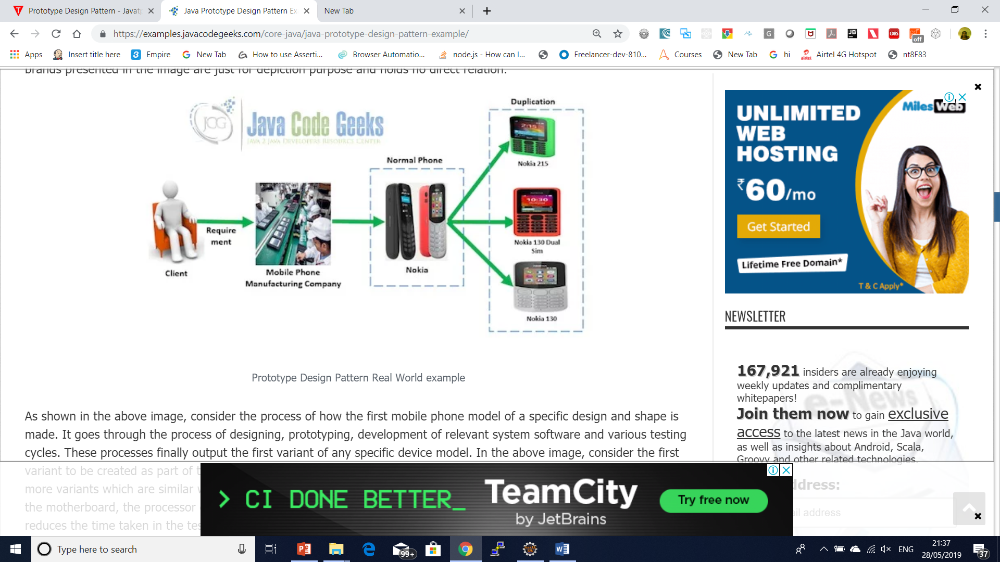 Prototype Design Pattern - Javatp
Java Prototype Design Pattern Ex
New Tab
https://examples.javacodegeeks.com/core-java/java-prototype-design-pattern-example/
off
Apps
Insert title here
Empire
New Tab
How to use Asserti...
Browser Automatio...
node.js - How can I...
Freelancer-dev-810...
Courses
New Tab
hi
Airtel 4G Hotspot
nt8F83
brands presented in the image are just for depiction purpose and holds no direct relation.
JCG
Java Code Geeks
JAVA 2 JAVA DEVELOPERS RESOURCE CENTER
Duplication
Nokia 215
Normal Phone
Require
ment
Nokia 130 Dual
Sim
Client
Mobile Phone
Manufacturing Company
Nokia
Nokia 130
Prototype Design Pattern Real World example
As shown in the above image, consider the process of how the first mobile phone model of a specific design and shape is
made. It goes through the process of designing, prototyping, development of relevant system software and various testing
cycles. These processes finally output the first variant of any specific device model. In the above image, consider the first
variant to be created as part of t
more variants which are similar w
the motherboard, the processor
reduces the time taken in the tes
MilesWeb
UNLIMITED
WEB
HOSTING
₹60/mo
Get Started
Lifetime Free Domain*
T & C Apply*
NEWSLETTER
167,921 insiders are already enjoying
weekly updates and complimentary
whitepapers!
Join them now to gain exclusive
access to the latest news in the Java world,
as well as insights about Android, Scala,
Groovy and other related technologies.
e-News
ddress:
ail address
> CI DONE BETTER_
TeamCity
by JetBrains
Try free now
Type here to search
99+
ENG
21:37
28/05/2019
37